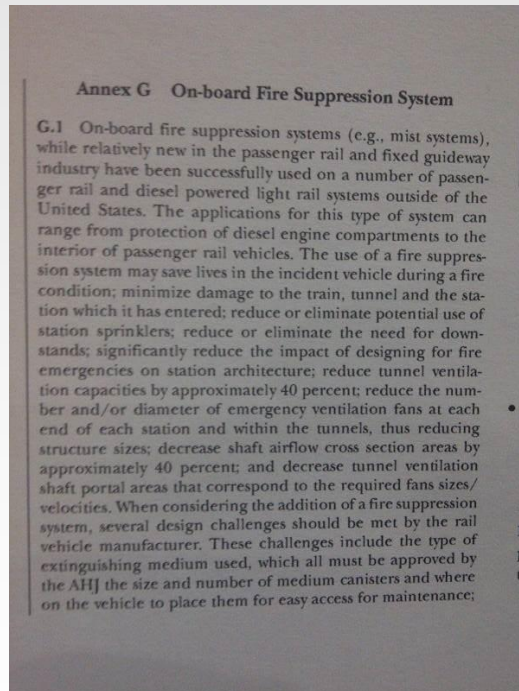 Annex G On-board Fire Suppression System
G.1 On-board fire suppression systems (e.g., mist systems),
while relatively new in the passenger rail and fixed guideway
industry have been successfully used on a number of passen-
ger rail and diesel powered light rail systems outside of the
United States. The applications for this type of system can
range from protection of diesel engine compartments to the
interior of passenger rail vehicles. The use of a fire suppres-
sion system may save lives in the incident vehicle during a fire
condition; minimize damage to the train, tunnel and the sta-
tion which it has entered; reduce or eliminate potential use of
station sprinklers; reduce or eliminate the need for down-
stands; significantly reduce the impact of designing for fire
emergencies on station architecture; reduce tunnel ventila-
tion capacities by approximately 40 percent; reduce the num-
ber and/or diameter of emergency ventilation fans at each
end of each station and within the tunnels, thus reducing
structure sizes; decrease shaft airflow cross section areas by
approximately 40 percent; and decrease tunnel ventilation
shaft portal areas that correspond to the required fans sizes/
velocities. When considering the addition of a fire suppression
system, several design challenges should be met by the rail
vehicle manufacturer. These challenges include the type of
extinguishing medium used, which all must be approved by
the AHJ the size and number of medium canisters and where
on the vehicle to place them for easy access for maintenance;